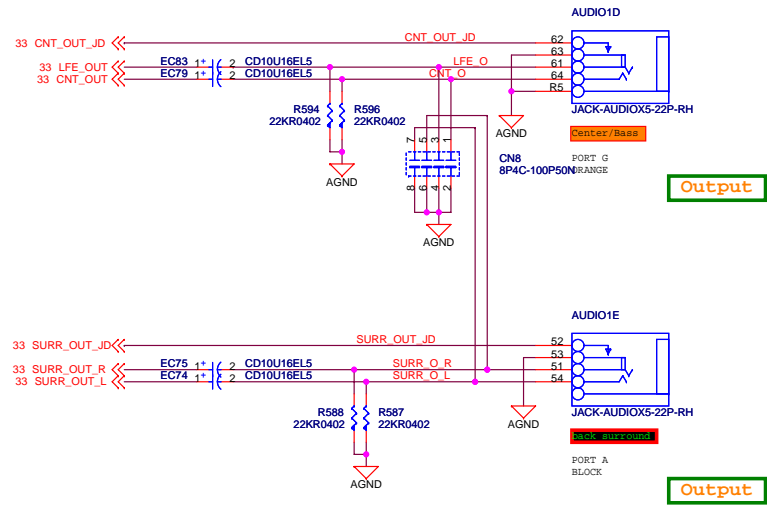 AUDIO1D
33 CNT_OUT_JD
CNT_OUT_JD
62
63
33 LFE_OUT
EC83 1 + 2 CD10U16EL5
LFE_O
61
33 CNT_OUT
EC79 1 2 CD10U16EL5
CNT_O
64
R5
R594
22KR0402
R596
22KR0402
JACK-AUDIOX5-22P-RH
AGND
Center/Bass
7 5 3 1
CN8
8P4C-100P50N
PORT G
ORANGE
AGND
8 6 4 2
Output
AGND
AUDIO1E
33 SURR_OUT_JD
SURR_OUT_JD
52
53
33 SURR_OUT_R
EC75 1 + 2 CD10U16EL5
SURR_O_R
51
33 SURR_OUT_L
EC74 1 2 CD10U16EL5
SURR_O_L
54
R588
22KR0402
R587
22KR0402
JACK-AUDIOX5-22P-RH
AGND
back surround
PORT A
BLOCK
AGND
Output